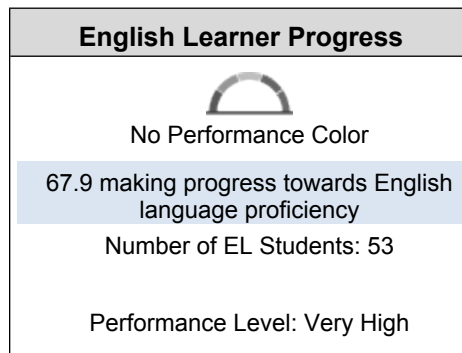 English Learner Progress
No Performance Color
67.9 making progress towards English
language proficiency
Number of EL Students: 53
Performance Level: Very High